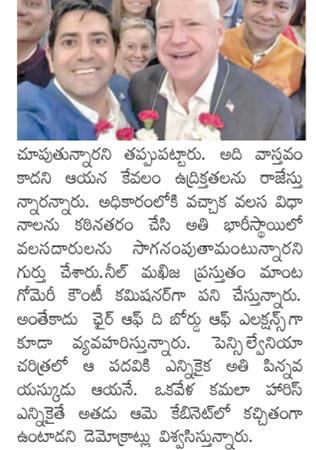 చూపుతున్నారని తప్పుపట్టారు. అది వాస్తవం
కాదని ఆయన కేవలం ఉద్రిక్తతలను రాజేస్తు
న్నారన్నారు. అధికారంలోకి వచ్చాక వలస విధా
నాలను కఠినతరం చేసి అతి భారీస్థాయిలో
వలసదారులను సాగనంపుతామంటున్నారని
గుర్తు చేశారు.నీల్ మఖిజ ప్రస్తుతం మాంట
గోమెరీ కౌంటీ కమిషనర్‌గా పని చేస్తున్నారు.
అంతేకాదు ఛైర్ ఆఫ్ ది బోర్డు ఆఫ్ ఎలక్షన్స్‌గా
కూడా వ్యవహరిస్తున్నారు. పెన్సిల్వేనియా
చరిత్రలో ఆ పదవికి ఎన్నికైక అతి పిన్నవ
యస్కుడు ఆయనే. ఒకవేళ కమలా హారిస్
ఎన్నికైతే అతడు ఆమె కేబినెట్‌లో కచ్చితంగా
ఉంటాడని డెమోక్రాట్లు విశ్వసిస్తున్నారు.